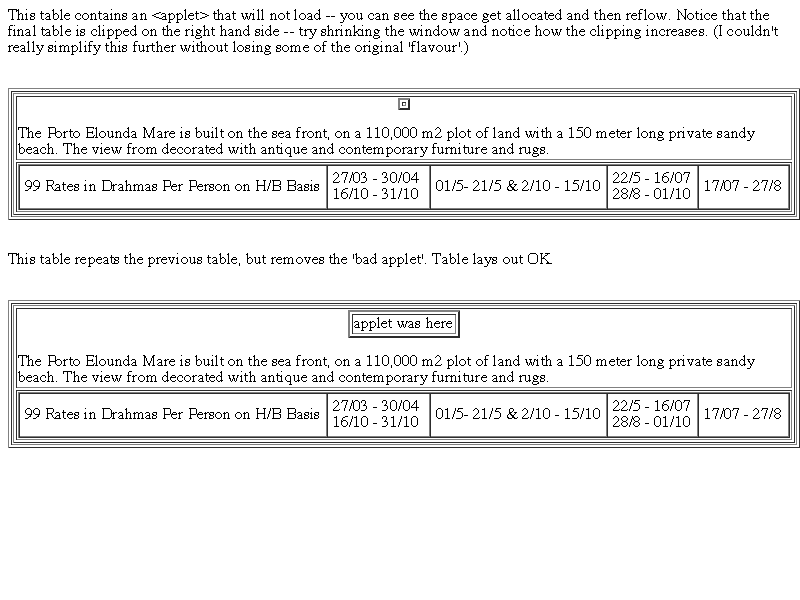 This table contains an <applet> that will not load -- you can see the space get allocated and then reflow. Notice that the
final table is clipped on the right hand side -- try shrinking the window and notice how the clipping increases. (I couldn't
really simplify this further without losing some of the original 'flavour'.)
The Porto Elounda Mare is built on the sea front, on a 110,000 m2 plot of land with a 150 meter long private sandy
beach. The view from decorated with antique and contemporary furniture and rugs.
99 Rates in Drahmas Per Person on H/B Basis
27/03 - 30/04
16/10 - 31/10
01/5- 21/5 & 2/10 - 15/10
22/5 - 16/07
28/8 - 01/10
17/07 - 27/8
This table repeats the previous table, but removes the 'bad applet'. Table lays out OK.
applet was here
The Porto Elounda Mare is built on the sea front, on a 110,000 m2 plot of land with a 150 meter long private sandy
beach. The view from decorated with antique and contemporary furniture and rugs.
99 Rates in Drahmas Per Person on H/B Basis
27/03 - 30/04
16/10 - 31/10
01/5- 21/5 & 2/10 - 15/10
22/5 - 16/07
28/8 - 01/10
17/07 - 27/8